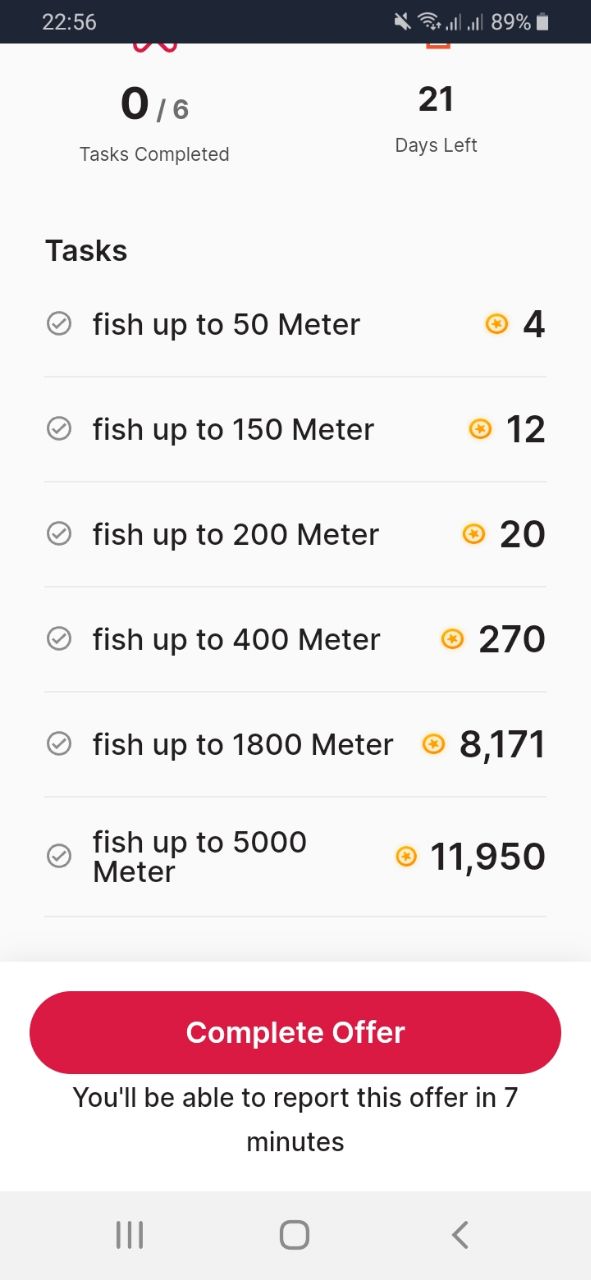 22:56
89%
0 / 6
21
Tasks Completed
Days Left
Tasks
fish up to 50 Meter 4
fish up to 150 Meter 12
fish up to 200 Meter 20
fish up to 400 Meter 270
fish up to 1800 Meter 8,171
fish up to 5000
Meter
11,950
Complete Offer
You'll be able to report this offer in 7
minutes